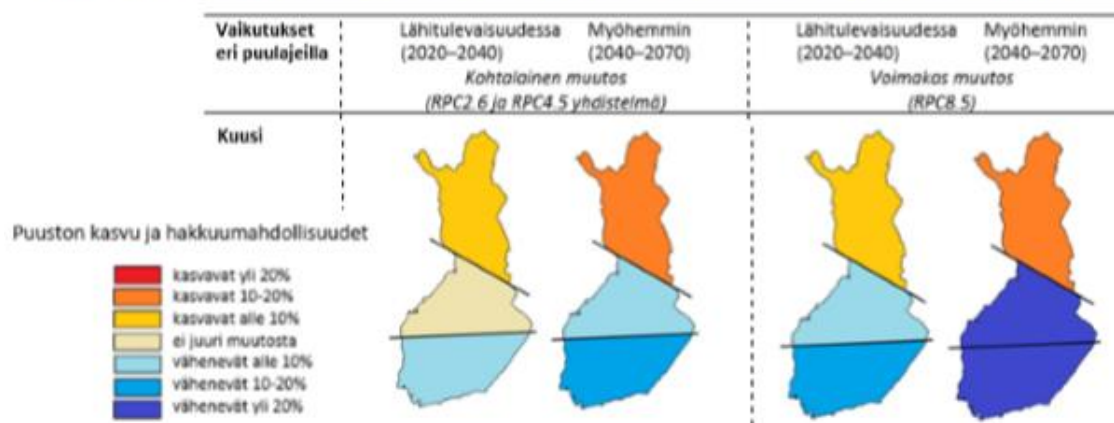 Vaikutukset eri puulajeilla
Lähitulevaisuudessa (2020–2040)
Myöhemmin (2040–2070)
Lähitulevaisuudessa (2020–2040)
Myöhemmin (2040–2070)
Kohtalainen muutos
(RPC2.6 ja RPC4.5 yhdistelmä)
Voimakas muutos
(RPC8.5)
Kuusi
Puuston kasvu ja hakkuumahdollisuudet
kasvavat yli 20%
kasvavat 10-20%
kasvavat alle 10%
ei juuri muutosta
vähenevät alle 10%
vähenevät 10-20%
vähenevät yli 20%